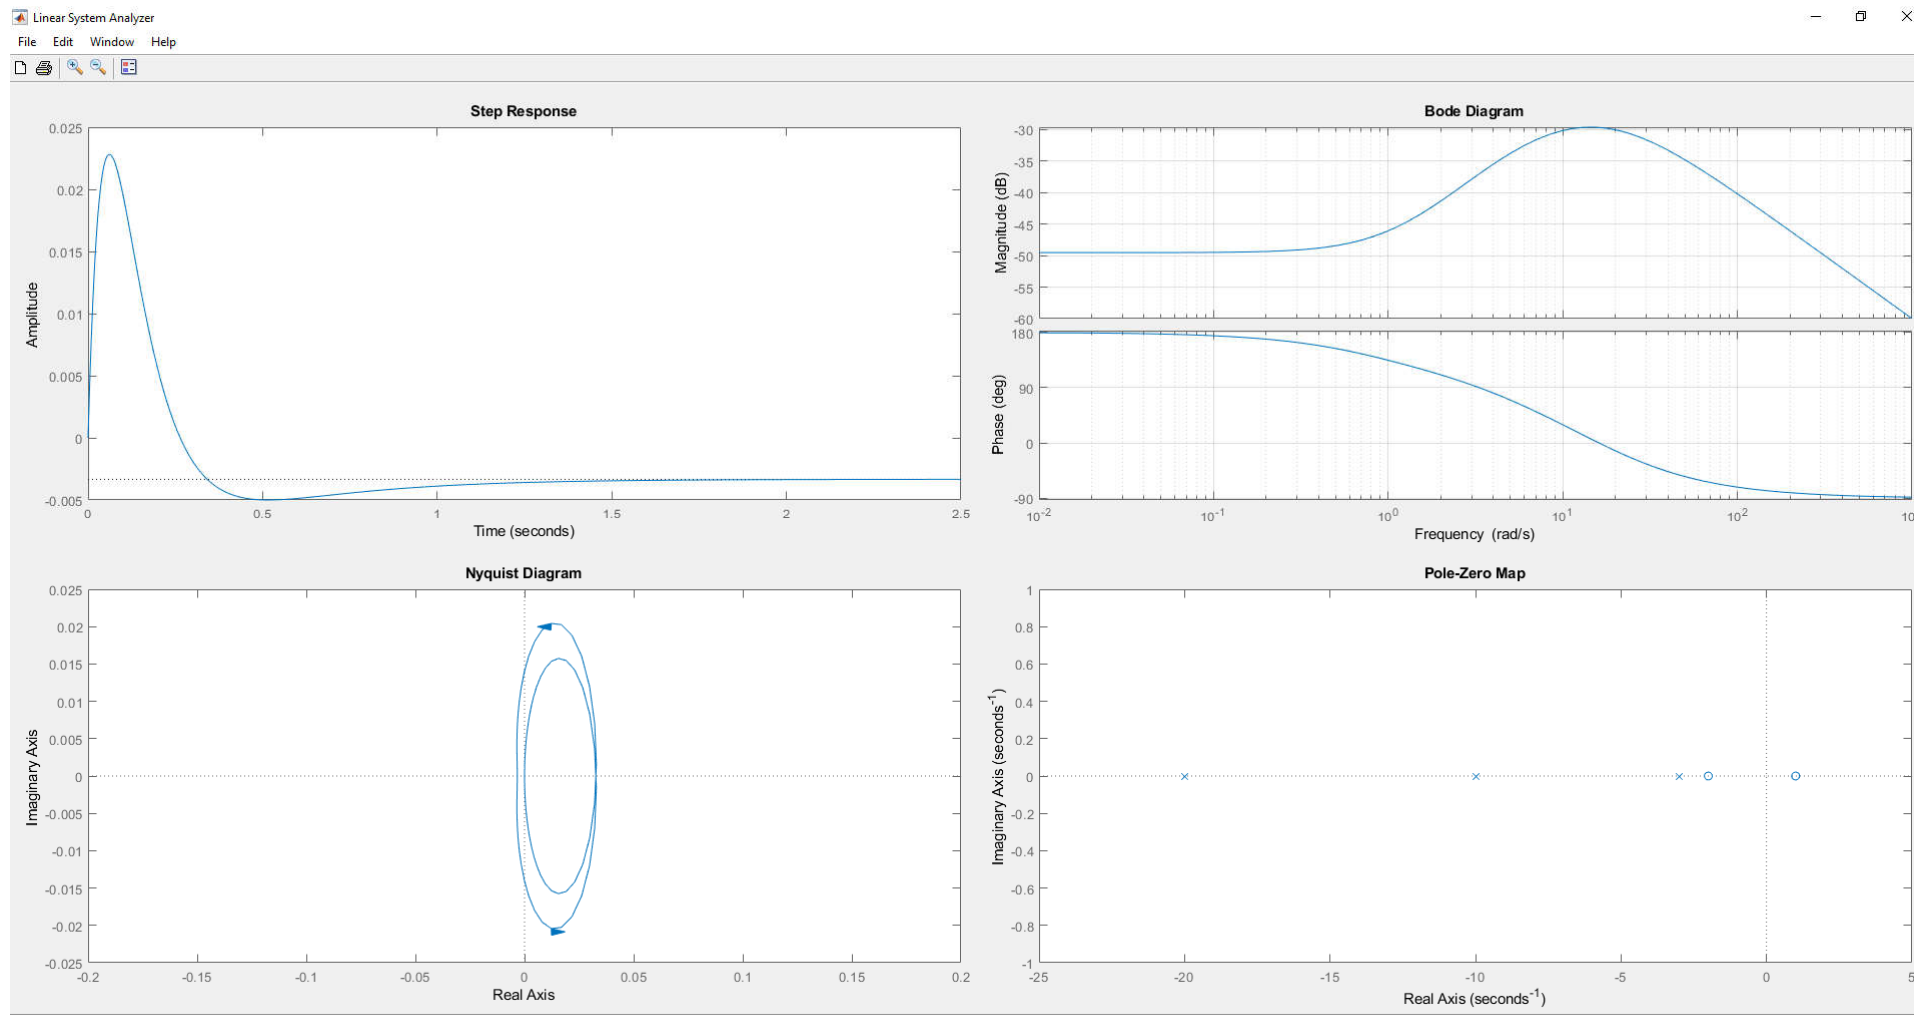 Linear System Analyzer
File Edit Window Help
Step Response
0.025
0.02
0.015
0.01
0.005
0
-0.005
Amplitude
0 0.5 1 1.5 2 2.5
Time (seconds)
Bode Diagram
-30
-35
-40
-45
-50
-55
-60
Magnitude (dB)
180
90
0
-90
Phase (deg)
10^-2 10^-1 10^0 10^1 10^2 10
Frequency (rad/s)
Nyquist Diagram
0.025
0.02
0.015
0.01
0.005
0
-0.005
-0.01
-0.015
-0.02
-0.025
Imaginary Axis
-0.2 -0.15 -0.1 -0.05 0 0.05 0.1 0.15 0.2
Real Axis
Pole-Zero Map
1
0.8
0.6
0.4
0.2
0
-0.2
-0.4
-0.6
-0.8
-1
Imaginary Axis (seconds^-1)
-25 -20 -15 -10 -5 0 5
Real Axis (seconds^-1)